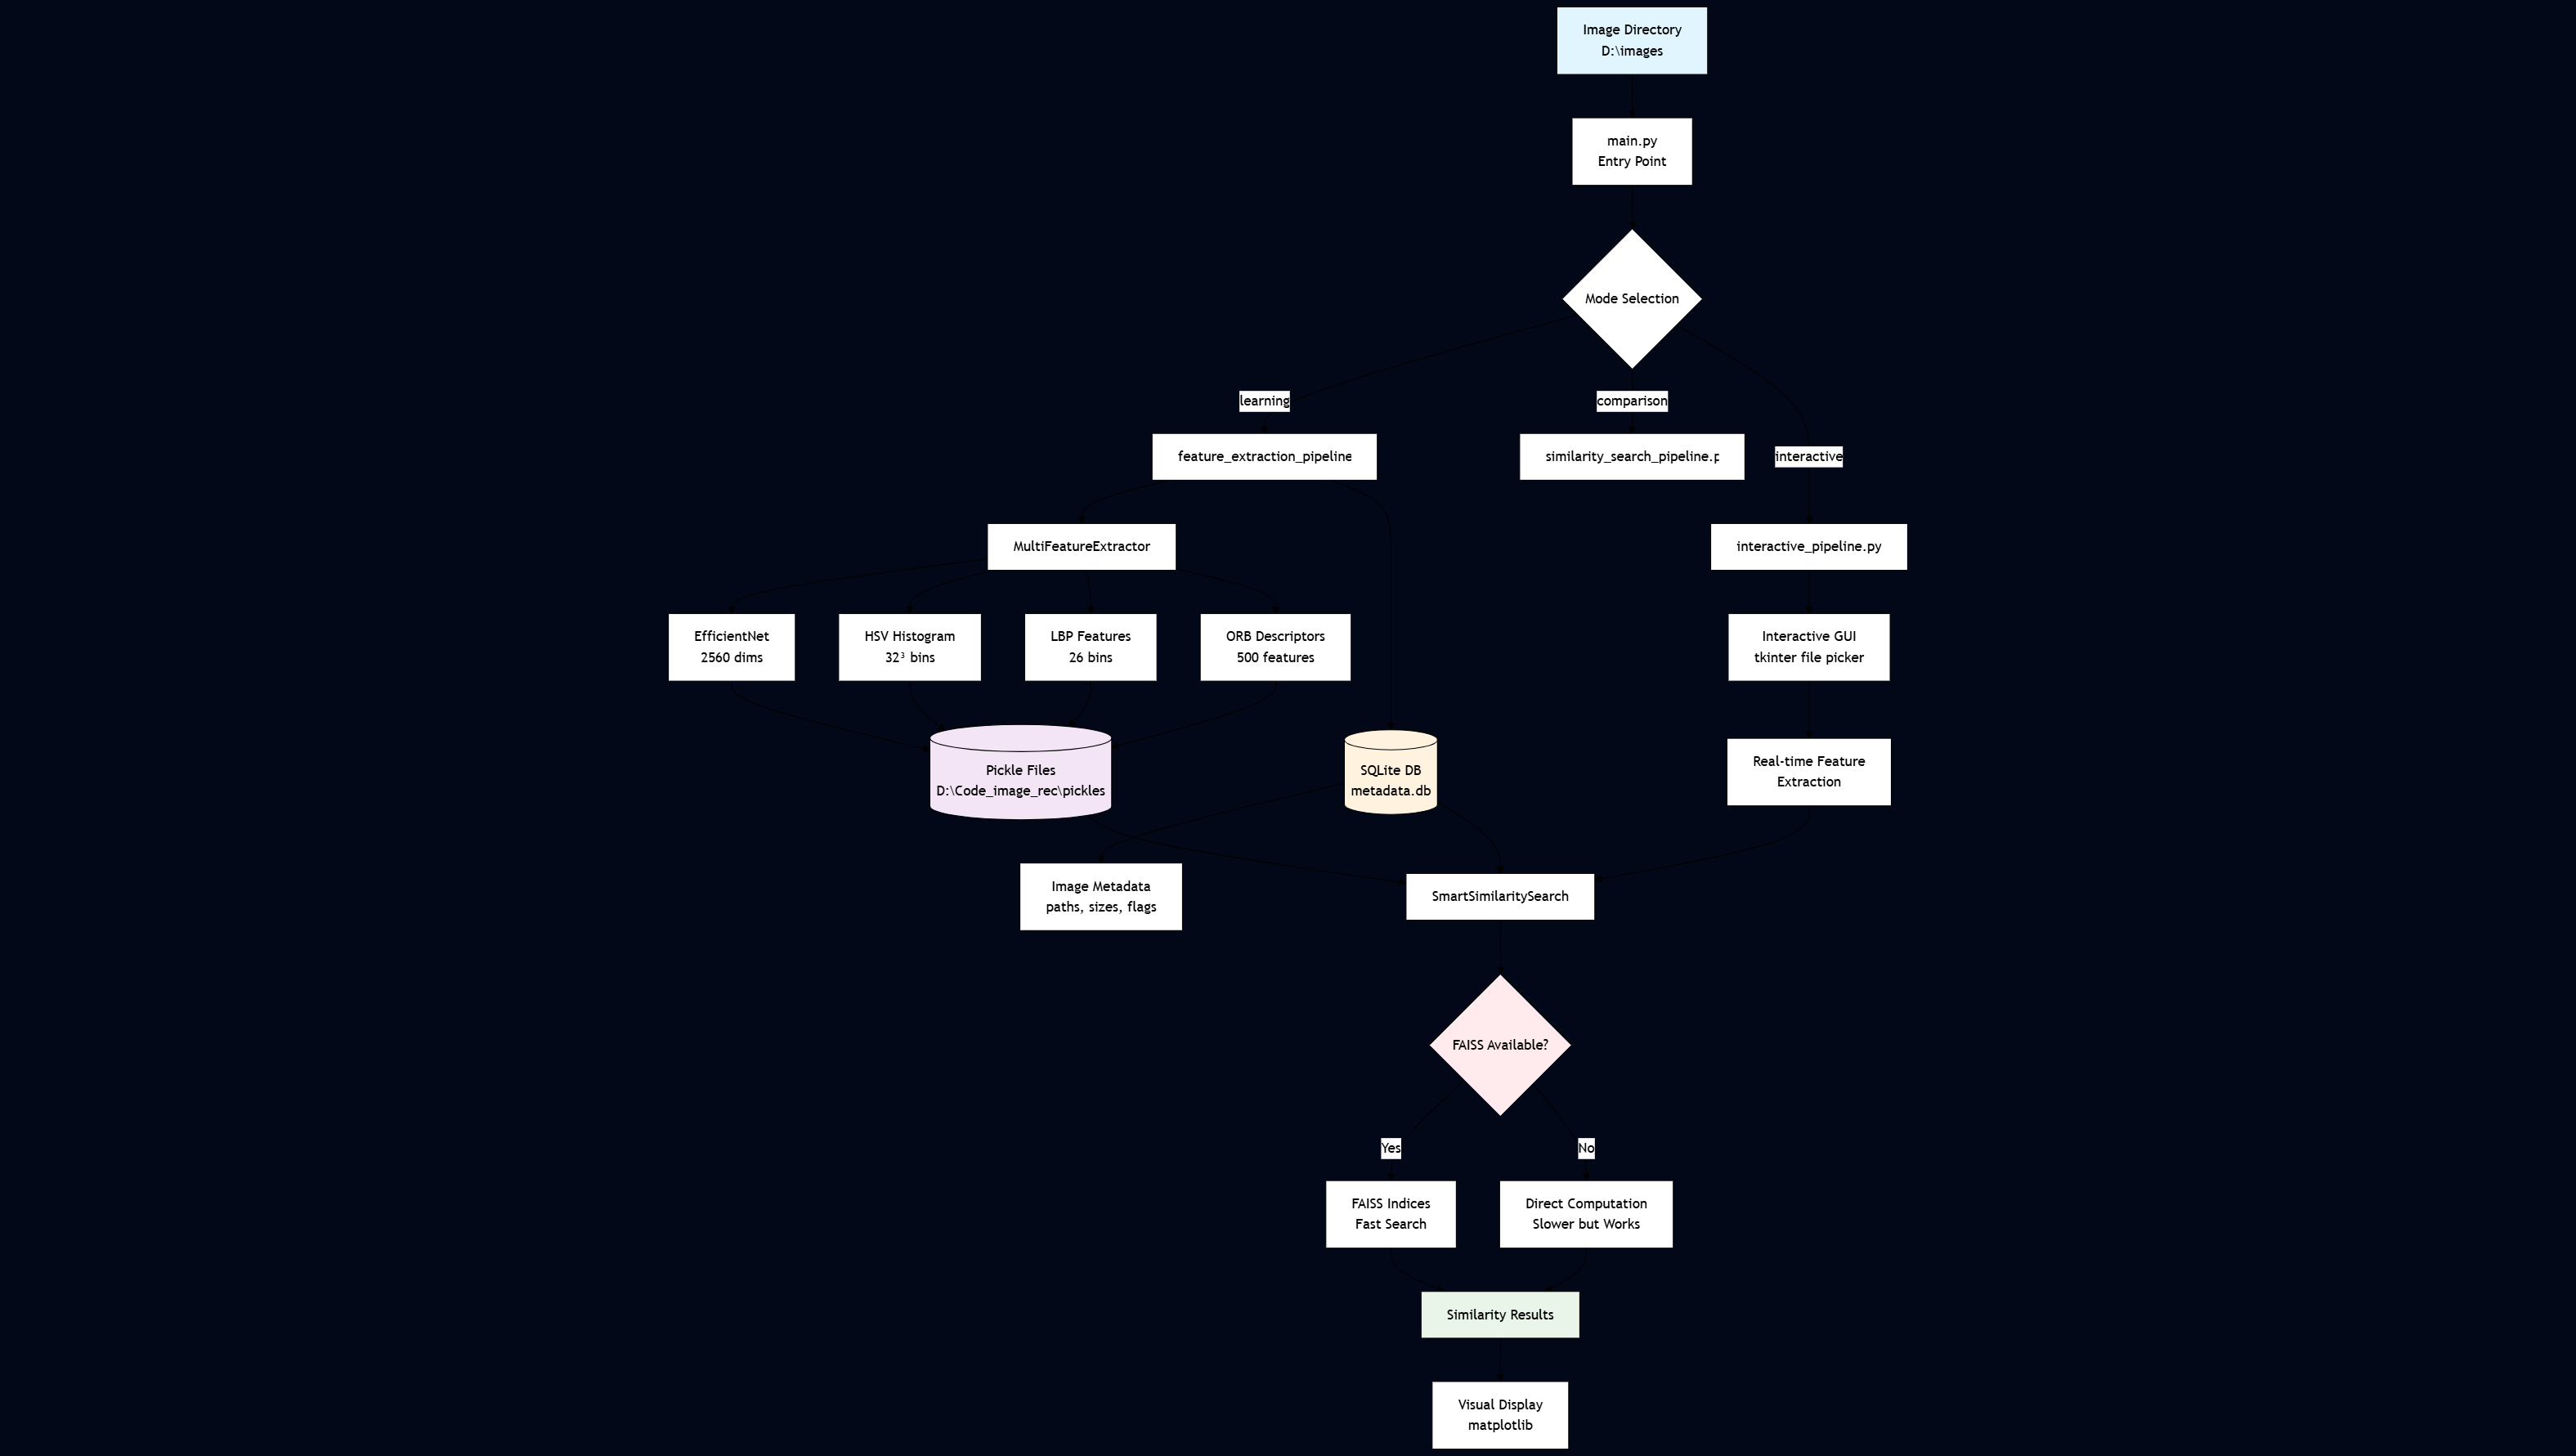 Image Directory
D:\images
main.py
Entry Point
Mode Selection
learning
comparison
feature_extraction_pipeline
similarity_search_pipeline.p
interactive
MultiFeatureExtractor
interactive_pipeline.py
EfficientNet
2560 dims
HSV Histogram
32³ bins
LBP Features
26 bins
ORB Descriptors
500 features
Interactive GUI
tkinter file picker
Pickle Files
D:\Code_image_rec\pickles
SQLite DB
metadata.db
Real-time Feature
Extraction
Image Metadata
paths, sizes, flags
SmartSimilaritySearch
FAISS Available?
Yes
No
FAISS Indices
Fast Search
Direct Computation
Slower but Works
Similarity Results
Visual Display
matplotlib